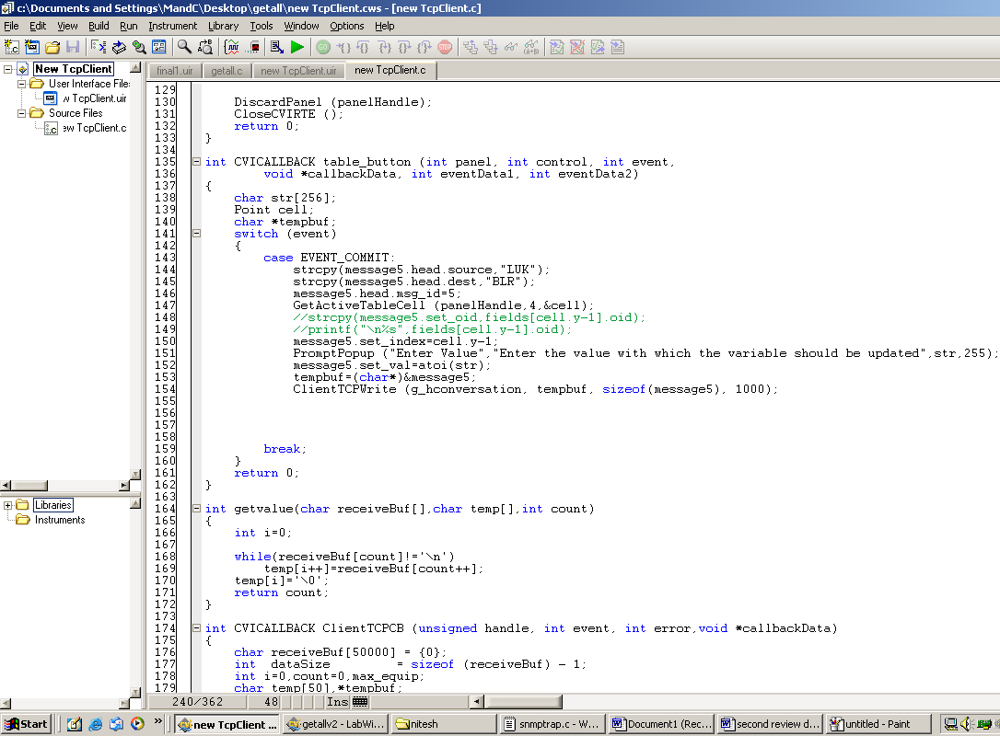 c:\Documents and Settings\MandC\Desktop\getall\new TcpClient.cws - [new TcpClient.c]
File Edit View Build Run Instrument Library Tools Window Options Help
New TcpClient
User Interface Files
w TcpClient.uir
Source Files
ew TcpClient.c
Libraries
Instruments
final1.uir getall.c new TcpClient.uir new TcpClient.c
129
130 DiscardPanel (panelHandle);
131 CloseCVIRTE ();
132 return 0;
133 }
134
135 int CVICALLBACK table_button (int panel, int control, int event,
136 void *callbackData, int eventData1, int eventData2)
137 {
138 char str[256];
139 Point cell;
140 char *tempbuf;
141 switch (event)
142 {
143 case EVENT_COMMIT:
144 strcpy(message5.head.source,"LUK");
145 strcpy(message5.head.dest,"BLR");
146 message5.head.msg_id=5;
147 GetActiveTableCell (panelHandle,4,&cell);
148 //strcpy(message5.set_oid,fields[cell.y-1].oid);
149 //printf("\n%s",fields[cell.y-1].oid);
150 message5.set_index=cell.y-1;
151 PromptPopup ("Enter Value","Enter the value with which the variable should be updated",str,255);
152 message5.set_val=atoi(str);
153 tempbuf=(char*)&message5;
154 ClientTCPWrite (g_hconversation, tempbuf, sizeof(message5), 1000);
155
156
157
158
159 break;
160 }
161 return 0;
162 }
163
164 int getvalue(char receiveBuf[],char temp[],int count)
165 {
166 int i=0;
167
168 while(receiveBuf[count]!='\n')
169 temp[i++]=receiveBuf[count++];
170 temp[i]='\0';
171 return count;
172 }
173
174 int CVICALLBACK ClientTCPCB (unsigned handle, int event, int error,void *callbackData)
175 {
176 char receiveBuf[50000] = {0};
177 int dataSize = sizeof (receiveBuf) - 1;
178 int i=0,count=0,max_equip;
179 char temp[50],*tempbuf;
240/362 48 Ins
Start new TcpClient ... getallv2 - LabWi... nitesh snmptrap.c - W... Document1 (Rec... second review d... untitled - Paint